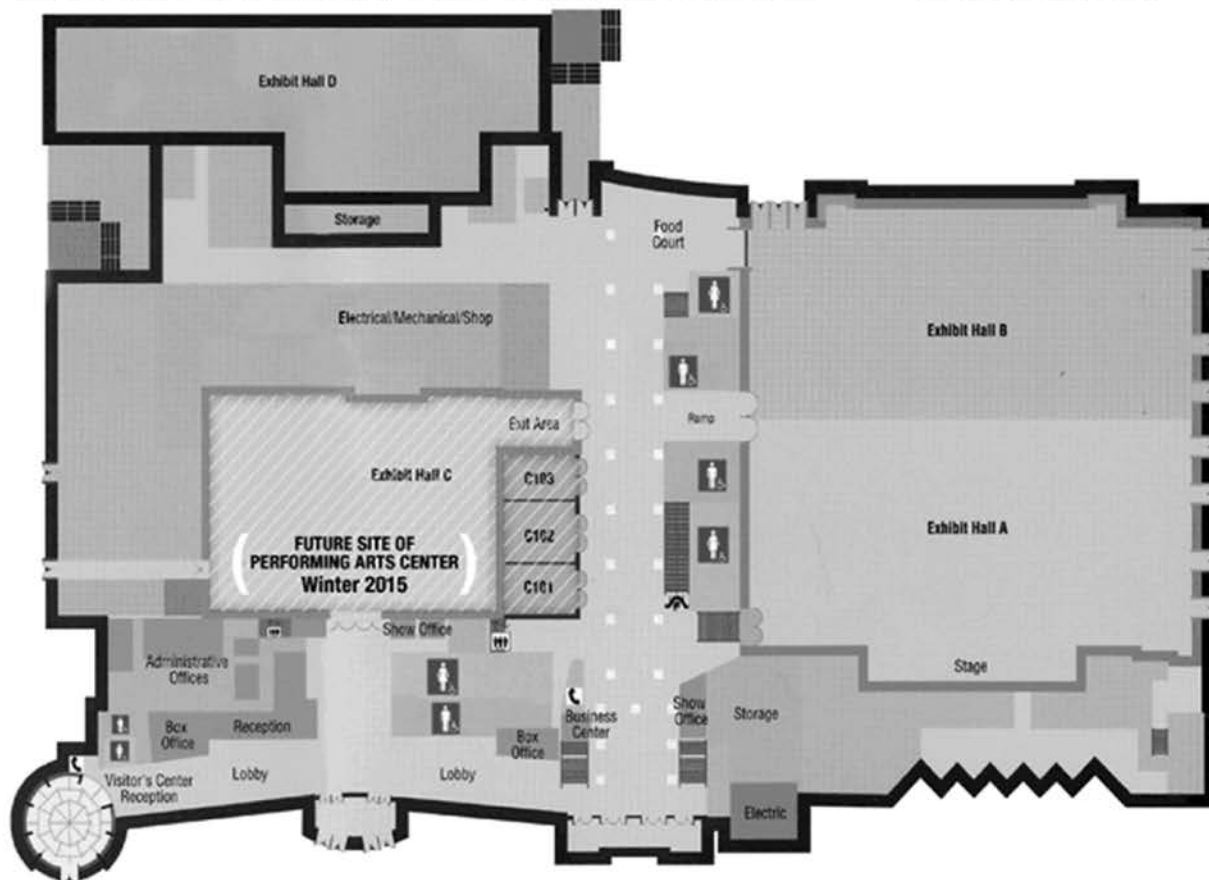 Exhibit Hall D
Storage
Food
Court
Exhibit Hall B
Electrical/Mechanical/Shop
Exit Area
Ramp
Exhibit Hall C
C103
Exhibit Hall A
C102
FUTURE SITE OF
PERFORMING ARTS CENTER
Winter 2015
C101
Show Office
Administrative
Offices
Stage
Box
Office
Reception
Business
Center
Show
Office
Storage
Box
Office
Visitor's Center
Reception
Lobby
Lobby
Electric